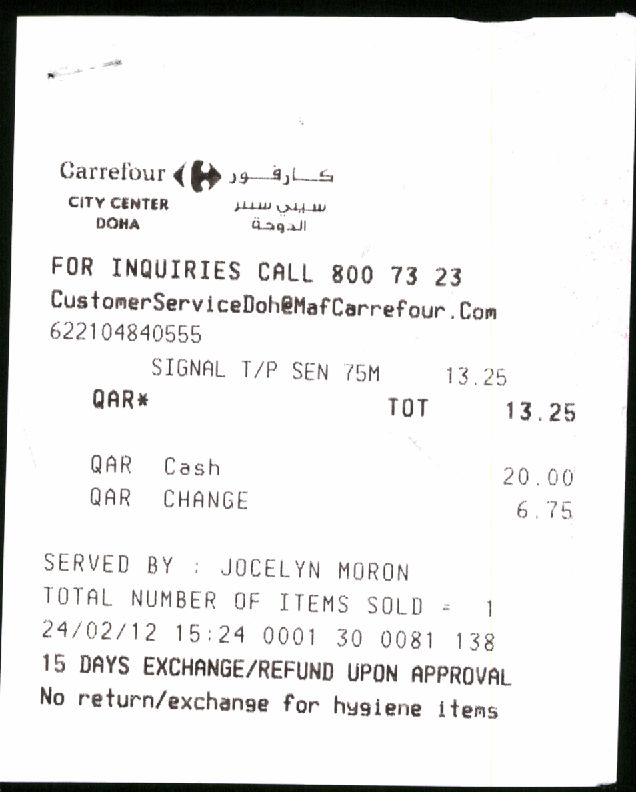 Carrefour كارفور
CITY CENTER سيتي سنتر
DOHA الدوحة
FOR INQUIRIES CALL 800 73 23
CustomerServiceDoh@MafCarrefour.Com
622104840555
SIGNAL T/P SEN 75M 13.25
QAR* TOT 13.25
QAR Cash 20.00
QAR CHANGE 6.75
SERVED BY : JOCELYN MORON
TOTAL NUMBER OF ITEMS SOLD = 1
24/02/12 15:24 0001 30 0081 138
15 DAYS EXCHANGE/REFUND UPON APPROVAL
No return/exchange for hygiene items